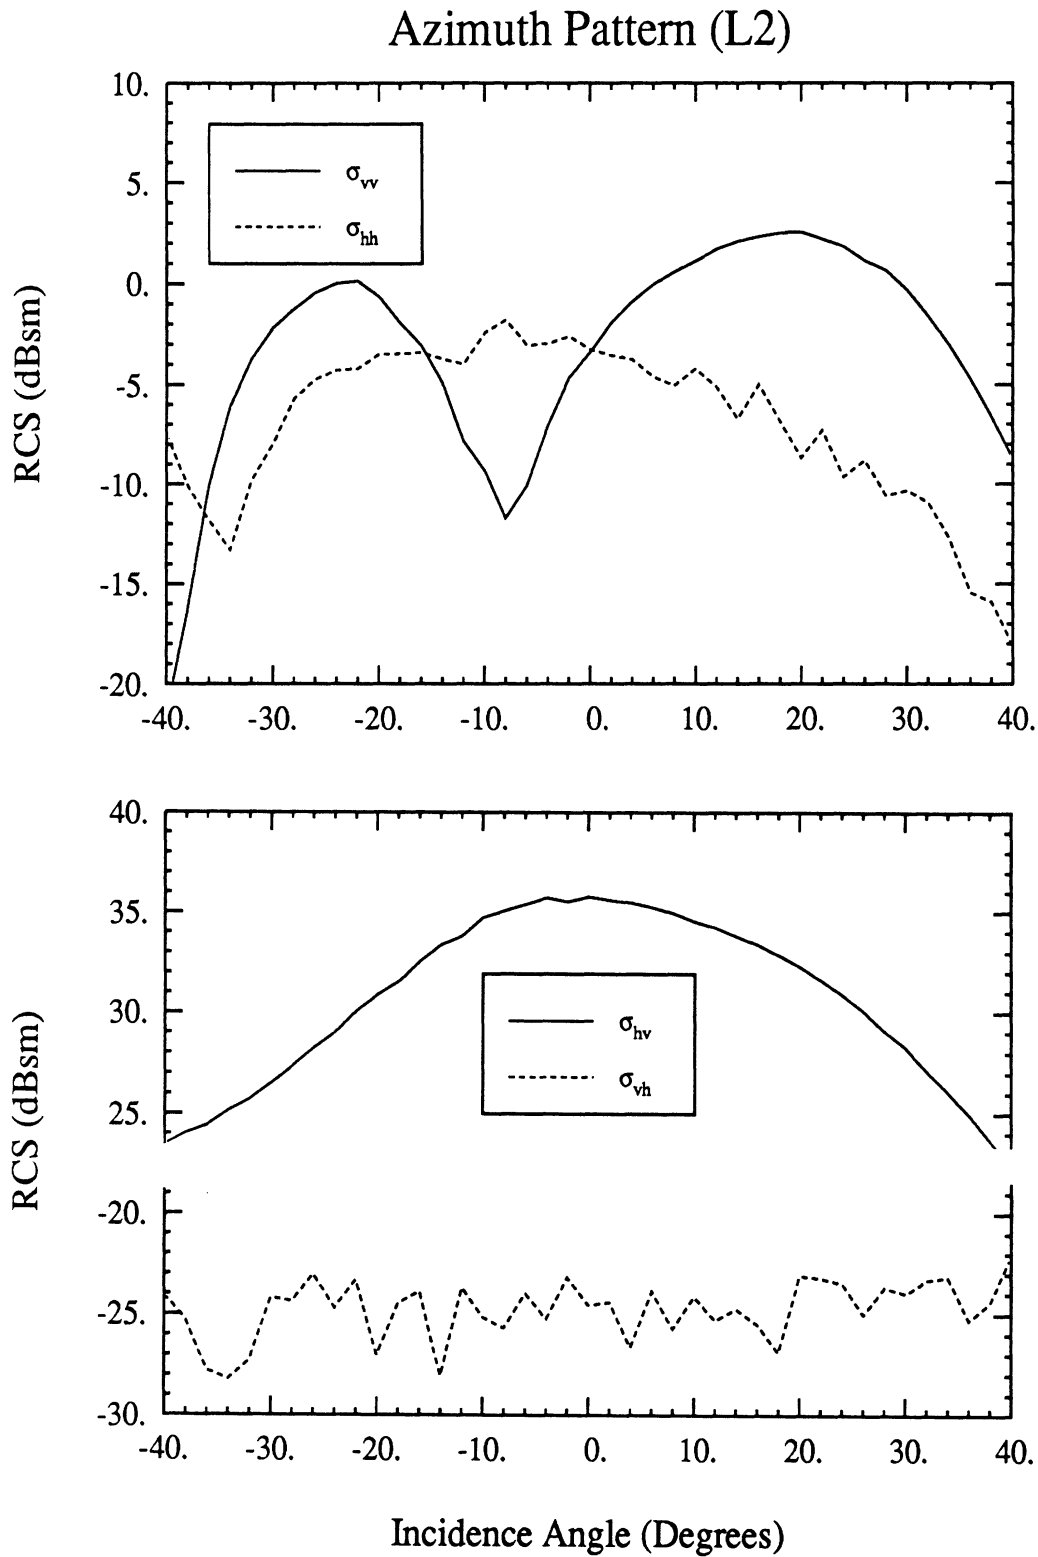 Azimuth Pattern (L2)
10.
5.
0.
-5.
-10.
-15.
-20.
RCS (dBsm)
σvv
σhh
-40. -30. -20. -10. 0. 10. 20. 30. 40.
40.
35.
30.
25.
-20.
-25.
-30.
RCS (dBsm)
σhv
σvh
-40. -30. -20. -10. 0. 10. 20. 30. 40.
Incidence Angle (Degrees)